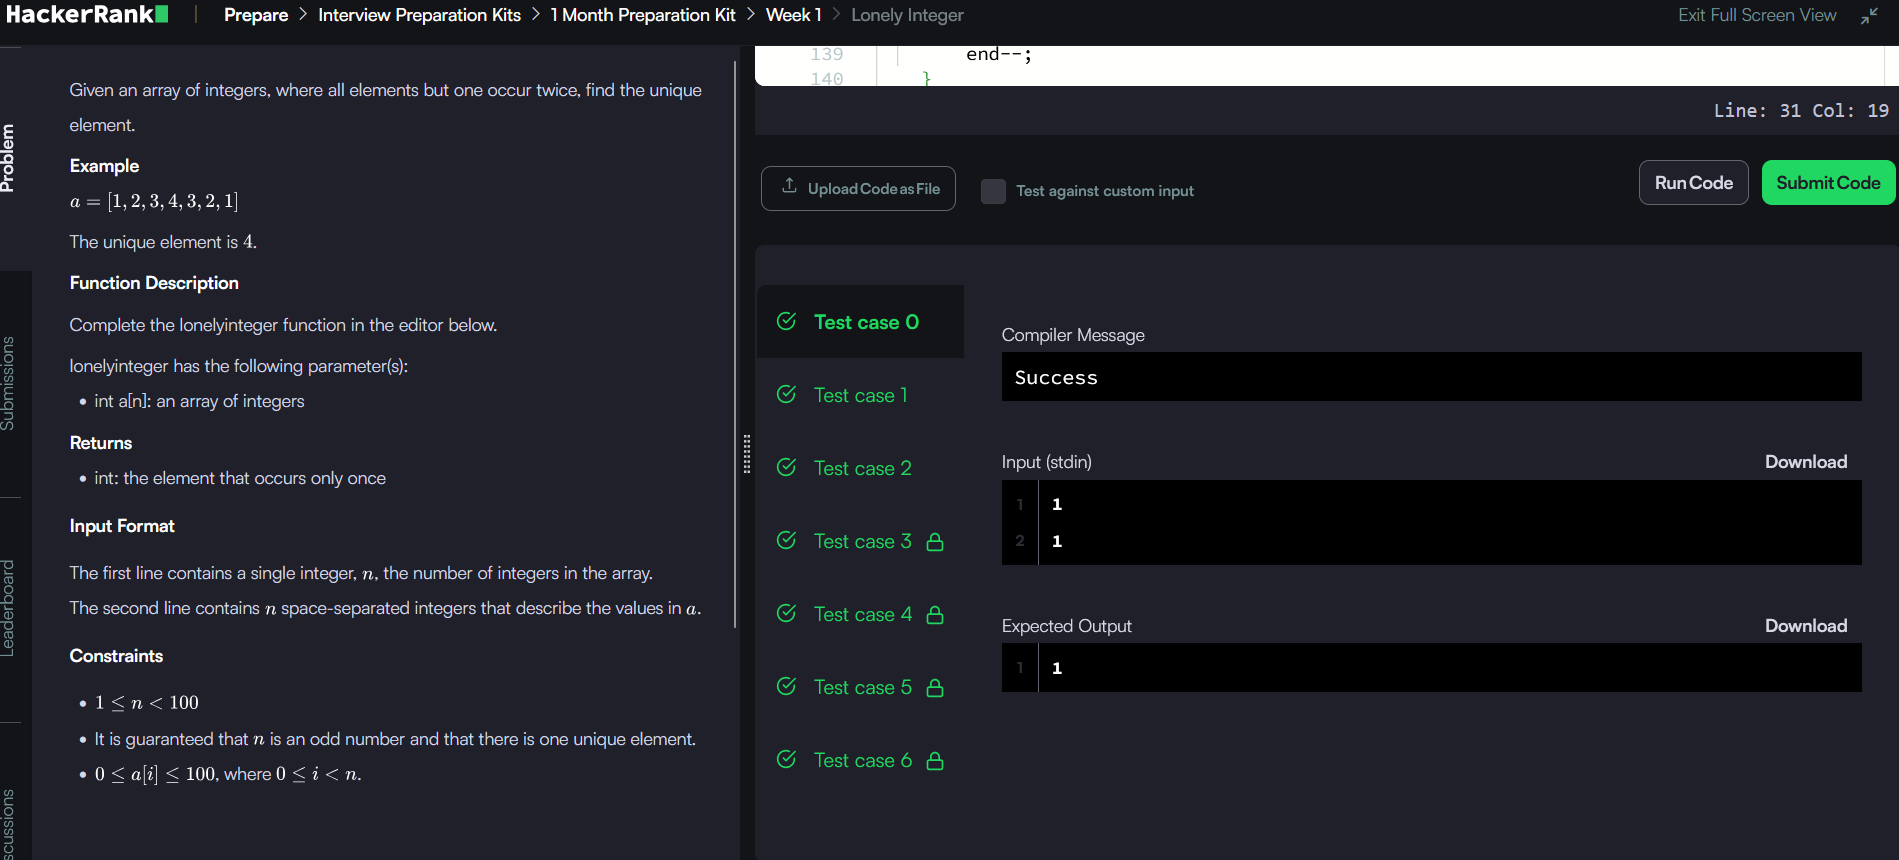 HackerRank | Prepare > Interview Preparation Kits > 1 Month Preparation Kit > Week 1 > Lonely Integer
Exit Full Screen View
Problem
Submissions
Leaderboard
scussions
Given an array of integers, where all elements but one occur twice, find the unique
element.
Example
a = [1, 2, 3, 4, 3, 2, 1]
The unique element is 4.
Function Description
Complete the lonelyinteger function in the editor below.
lonelyinteger has the following parameter(s):
• int a[n]: an array of integers
Returns
• int: the element that occurs only once
Input Format
The first line contains a single integer, n, the number of integers in the array.
The second line contains n space-separated integers that describe the values in a.
Constraints
• 1 ≤ n < 100
• It is guaranteed that n is an odd number and that there is one unique element.
• 0 ≤ a[i] ≤ 100, where 0 ≤ i < n.
139 end--;
140 }
Line: 31 Col: 19
Upload Code as File
Test against custom input
Run Code
Submit Code
Test case 0
Test case 1
Test case 2
Test case 3
Test case 4
Test case 5
Test case 6
Compiler Message
Success
Input (stdin)
Download
1 1
2 1
Expected Output
Download
1 1